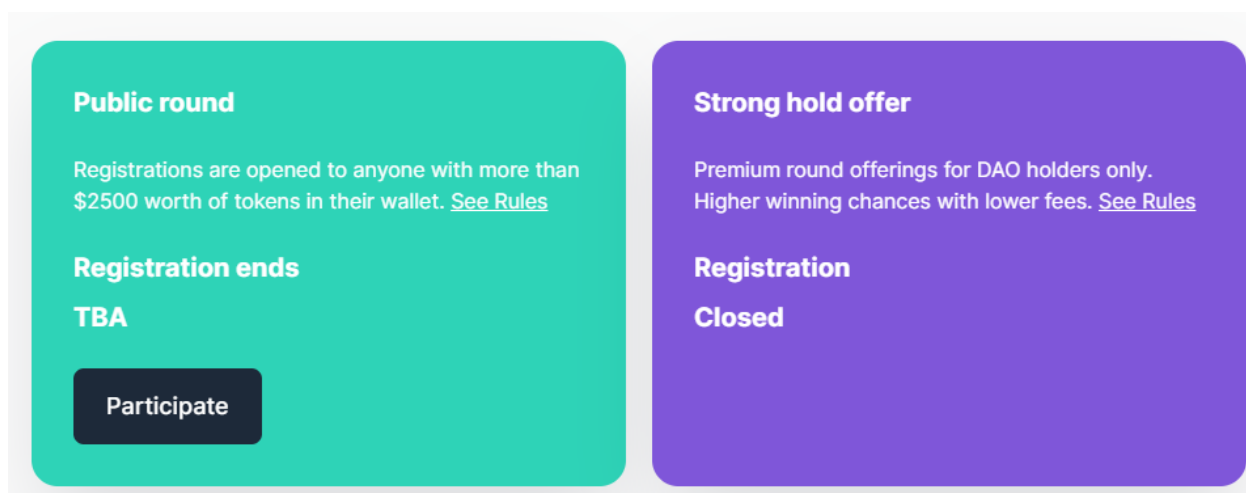 Public round
Registrations are opened to anyone with more than
$2500 worth of tokens in their wallet. See Rules
Registration ends
TBA
Participate
Strong hold offer
Premium round offerings for DAO holders only.
Higher winning chances with lower fees. See Rules
Registration
Closed